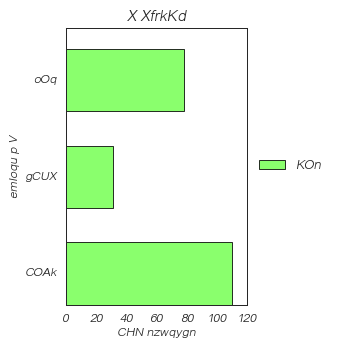 X XfrkKd
emloqu p V
oOq
gCUX
COAk
0 20 40 60 80 100 120
CHN nzwqygn
KOn